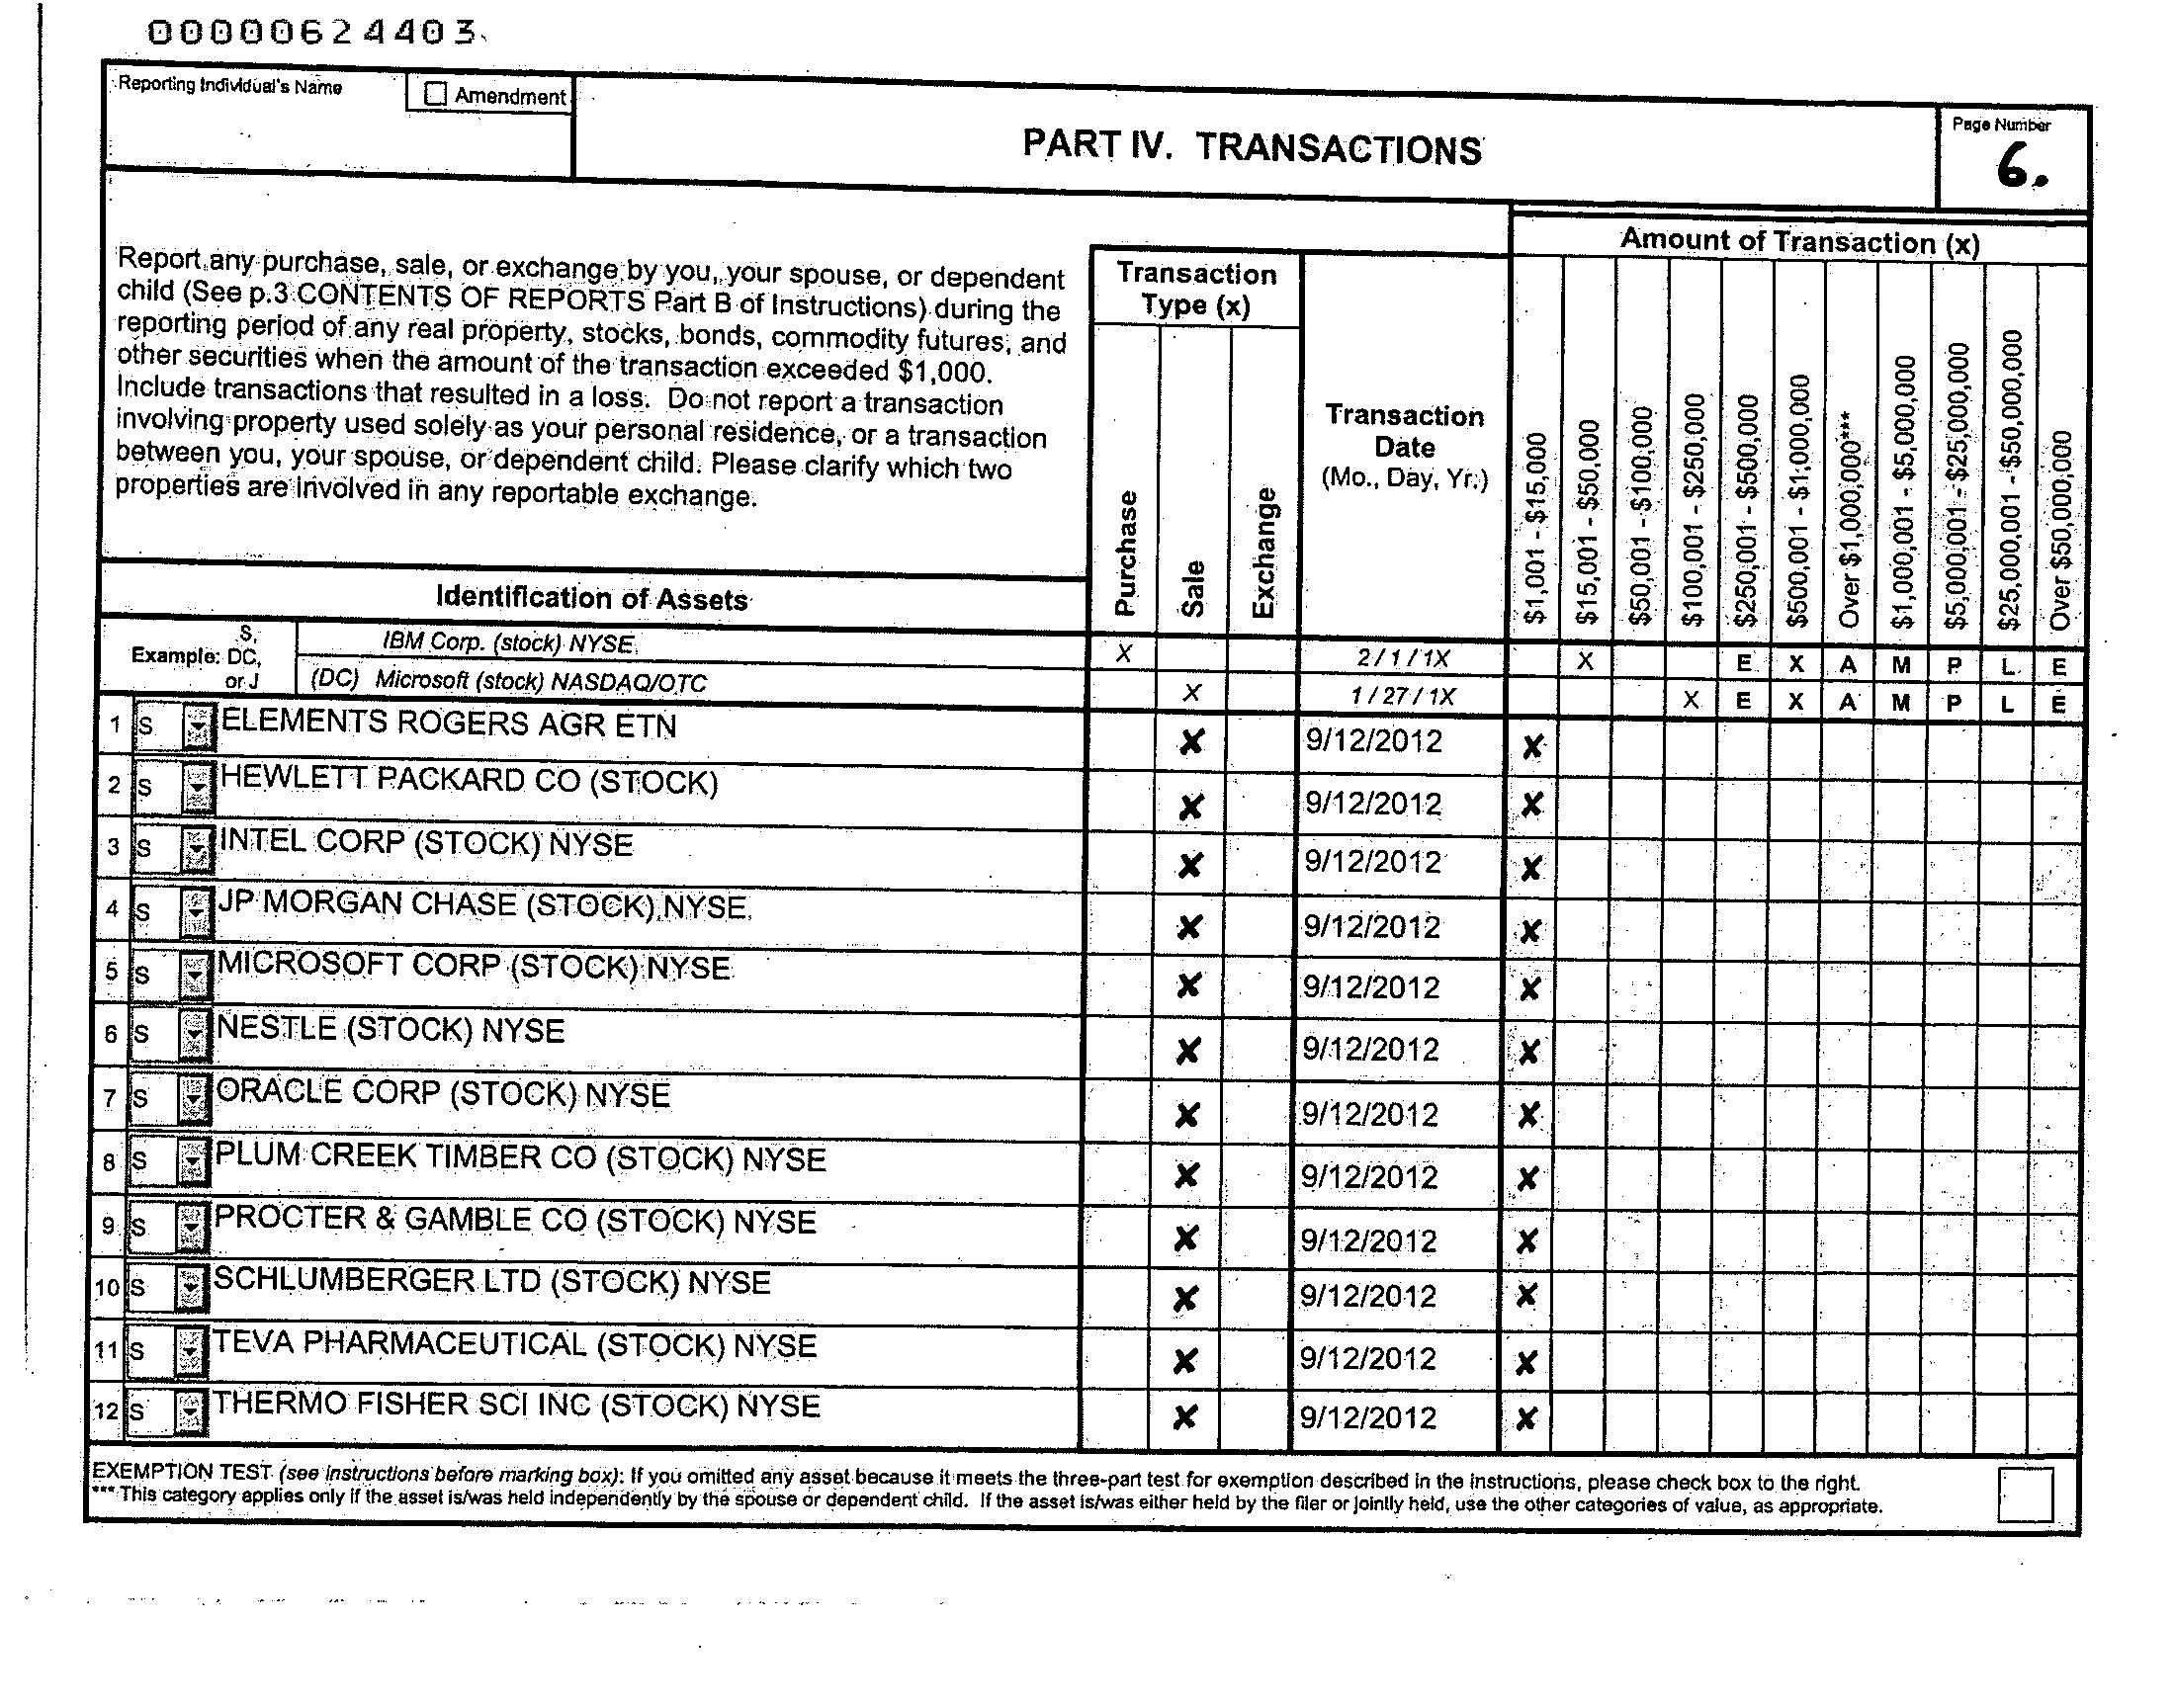 00000624403
Reporting Individual's Name
Amendment
PART IV. TRANSACTIONS
Page Number
6.
Report any purchase, sale, or exchange by you, your spouse, or dependent
child (See p.3 CONTENTS OF REPORTS Part B of Instructions) during the
reporting period of any real property, stocks, bonds, commodity futures, and
other securities when the amount of the transaction exceeded $1,000.
Include transactions that resulted in a loss. Do not report a transaction
involving property used solely as your personal residence, or a transaction
between you, your spouse, or dependent child. Please clarify which two
properties are involved in any reportable exchange.
Transaction
Type (x)
Purchase
Sale
Exchange
Transaction
Date
(Mo., Day, Yr.)
Amount of Transaction (x)
$1,001 - $15,000
$15,001 - $50,000
$50,001 - $100,000
$100,001 - $250,000
$250,001 - $500,000
$500,001 - $1,000,000
Over $1,000,000***
$1,000,001 - $5,000,000
$5,000,001 - $25,000,000
$25,000,001 - $50,000,000
Over $50,000,000
Identification of Assets
Example:
S,
DC,
or J
IBM Corp. (stock) NYSE X 2/1/1X X E X A M P L E
(DC) Microsoft (stock) NASDAQ/OTC X 1/27/1X X E X A M P L E
1 S ELEMENTS ROGERS AGR ETN X 9/12/2012 X
2 S HEWLETT PACKARD CO (STOCK) X 9/12/2012 X
3 S INTEL CORP (STOCK) NYSE X 9/12/2012 X
4 S JP MORGAN CHASE (STOCK) NYSE X 9/12/2012 X
5 S MICROSOFT CORP (STOCK) NYSE X 9/12/2012 X
6 S NESTLE (STOCK) NYSE X 9/12/2012 X
7 S ORACLE CORP (STOCK) NYSE X 9/12/2012 X
8 S PLUM CREEK TIMBER CO (STOCK) NYSE X 9/12/2012 X
9 S PROCTER & GAMBLE CO (STOCK) NYSE X 9/12/2012 X
10 S SCHLUMBERGER LTD (STOCK) NYSE X 9/12/2012 X
11 S TEVA PHARMACEUTICAL (STOCK) NYSE X 9/12/2012 X
12 S THERMO FISHER SCI INC (STOCK) NYSE X 9/12/2012 X
EXEMPTION TEST (see instructions before marking box): If you omitted any asset because it meets the three-part test for exemption described in the instructions, please check box to the right.
*** This category applies only if the asset is/was held independently by the spouse or dependent child. If the asset is/was either held by the filer or jointly held, use the other categories of value, as appropriate.